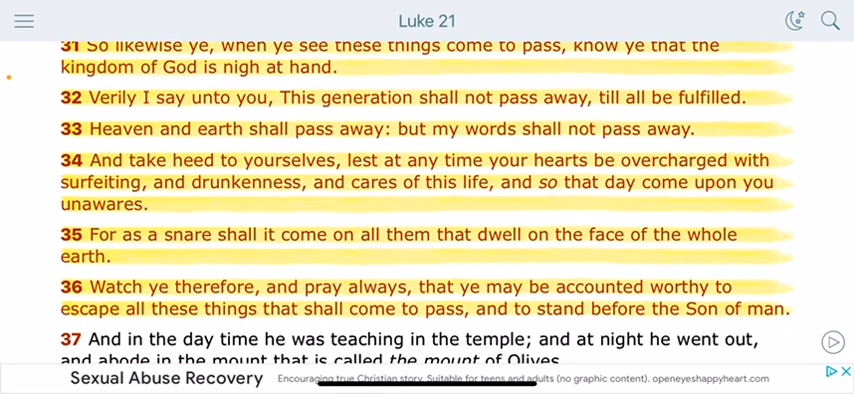 Luke 21
31 So likewise ye, when ye see these things come to pass, know ye that the
kingdom of God is nigh at hand.
32 Verily I say unto you, This generation shall not pass away, till all be fulfilled.
33 Heaven and earth shall pass away: but my words shall not pass away.
34 And take heed to yourselves, lest at any time your hearts be overcharged with
surfeiting, and drunkenness, and cares of this life, and so that day come upon you
unawares.
35 For as a snare shall it come on all them that dwell on the face of the whole
earth.
36 Watch ye therefore, and pray always, that ye may be accounted worthy to
escape all these things that shall come to pass, and to stand before the Son of man.
37 And in the day time he was teaching in the temple; and at night he went out,
and abode in the mount that is called the mount of Olives.
Sexual Abuse Recovery
Encouraging true Christian story. Suitable for teens and adults (no graphic content). openeyeshappyheart.com